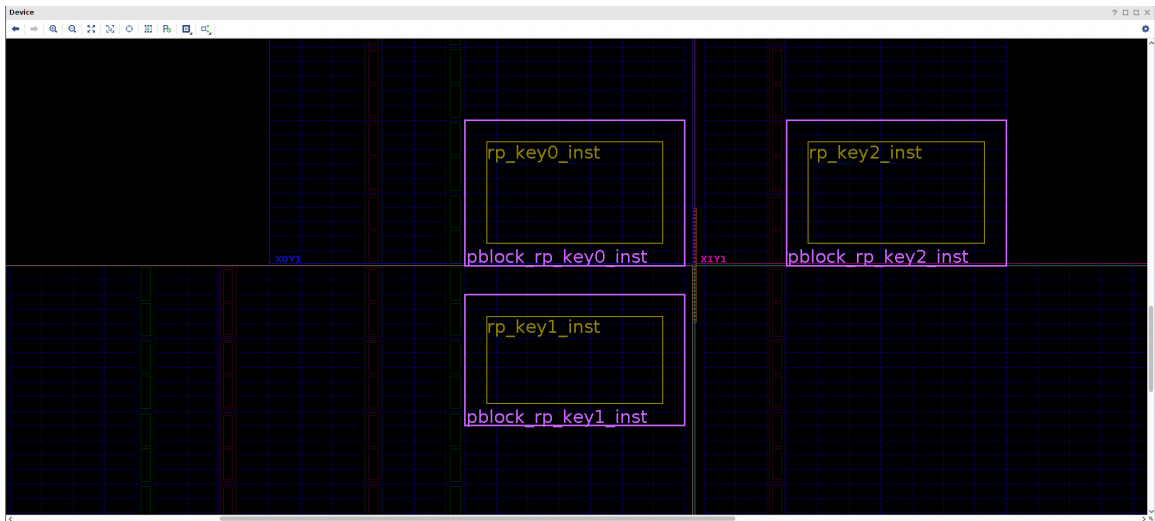 Device
rp_key0_inst
rp_key2_inst
pblock_rp_key0_inst
pblock_rp_key2_inst
X0Y1
X1Y1
rp_key1_inst
pblock_rp_key1_inst